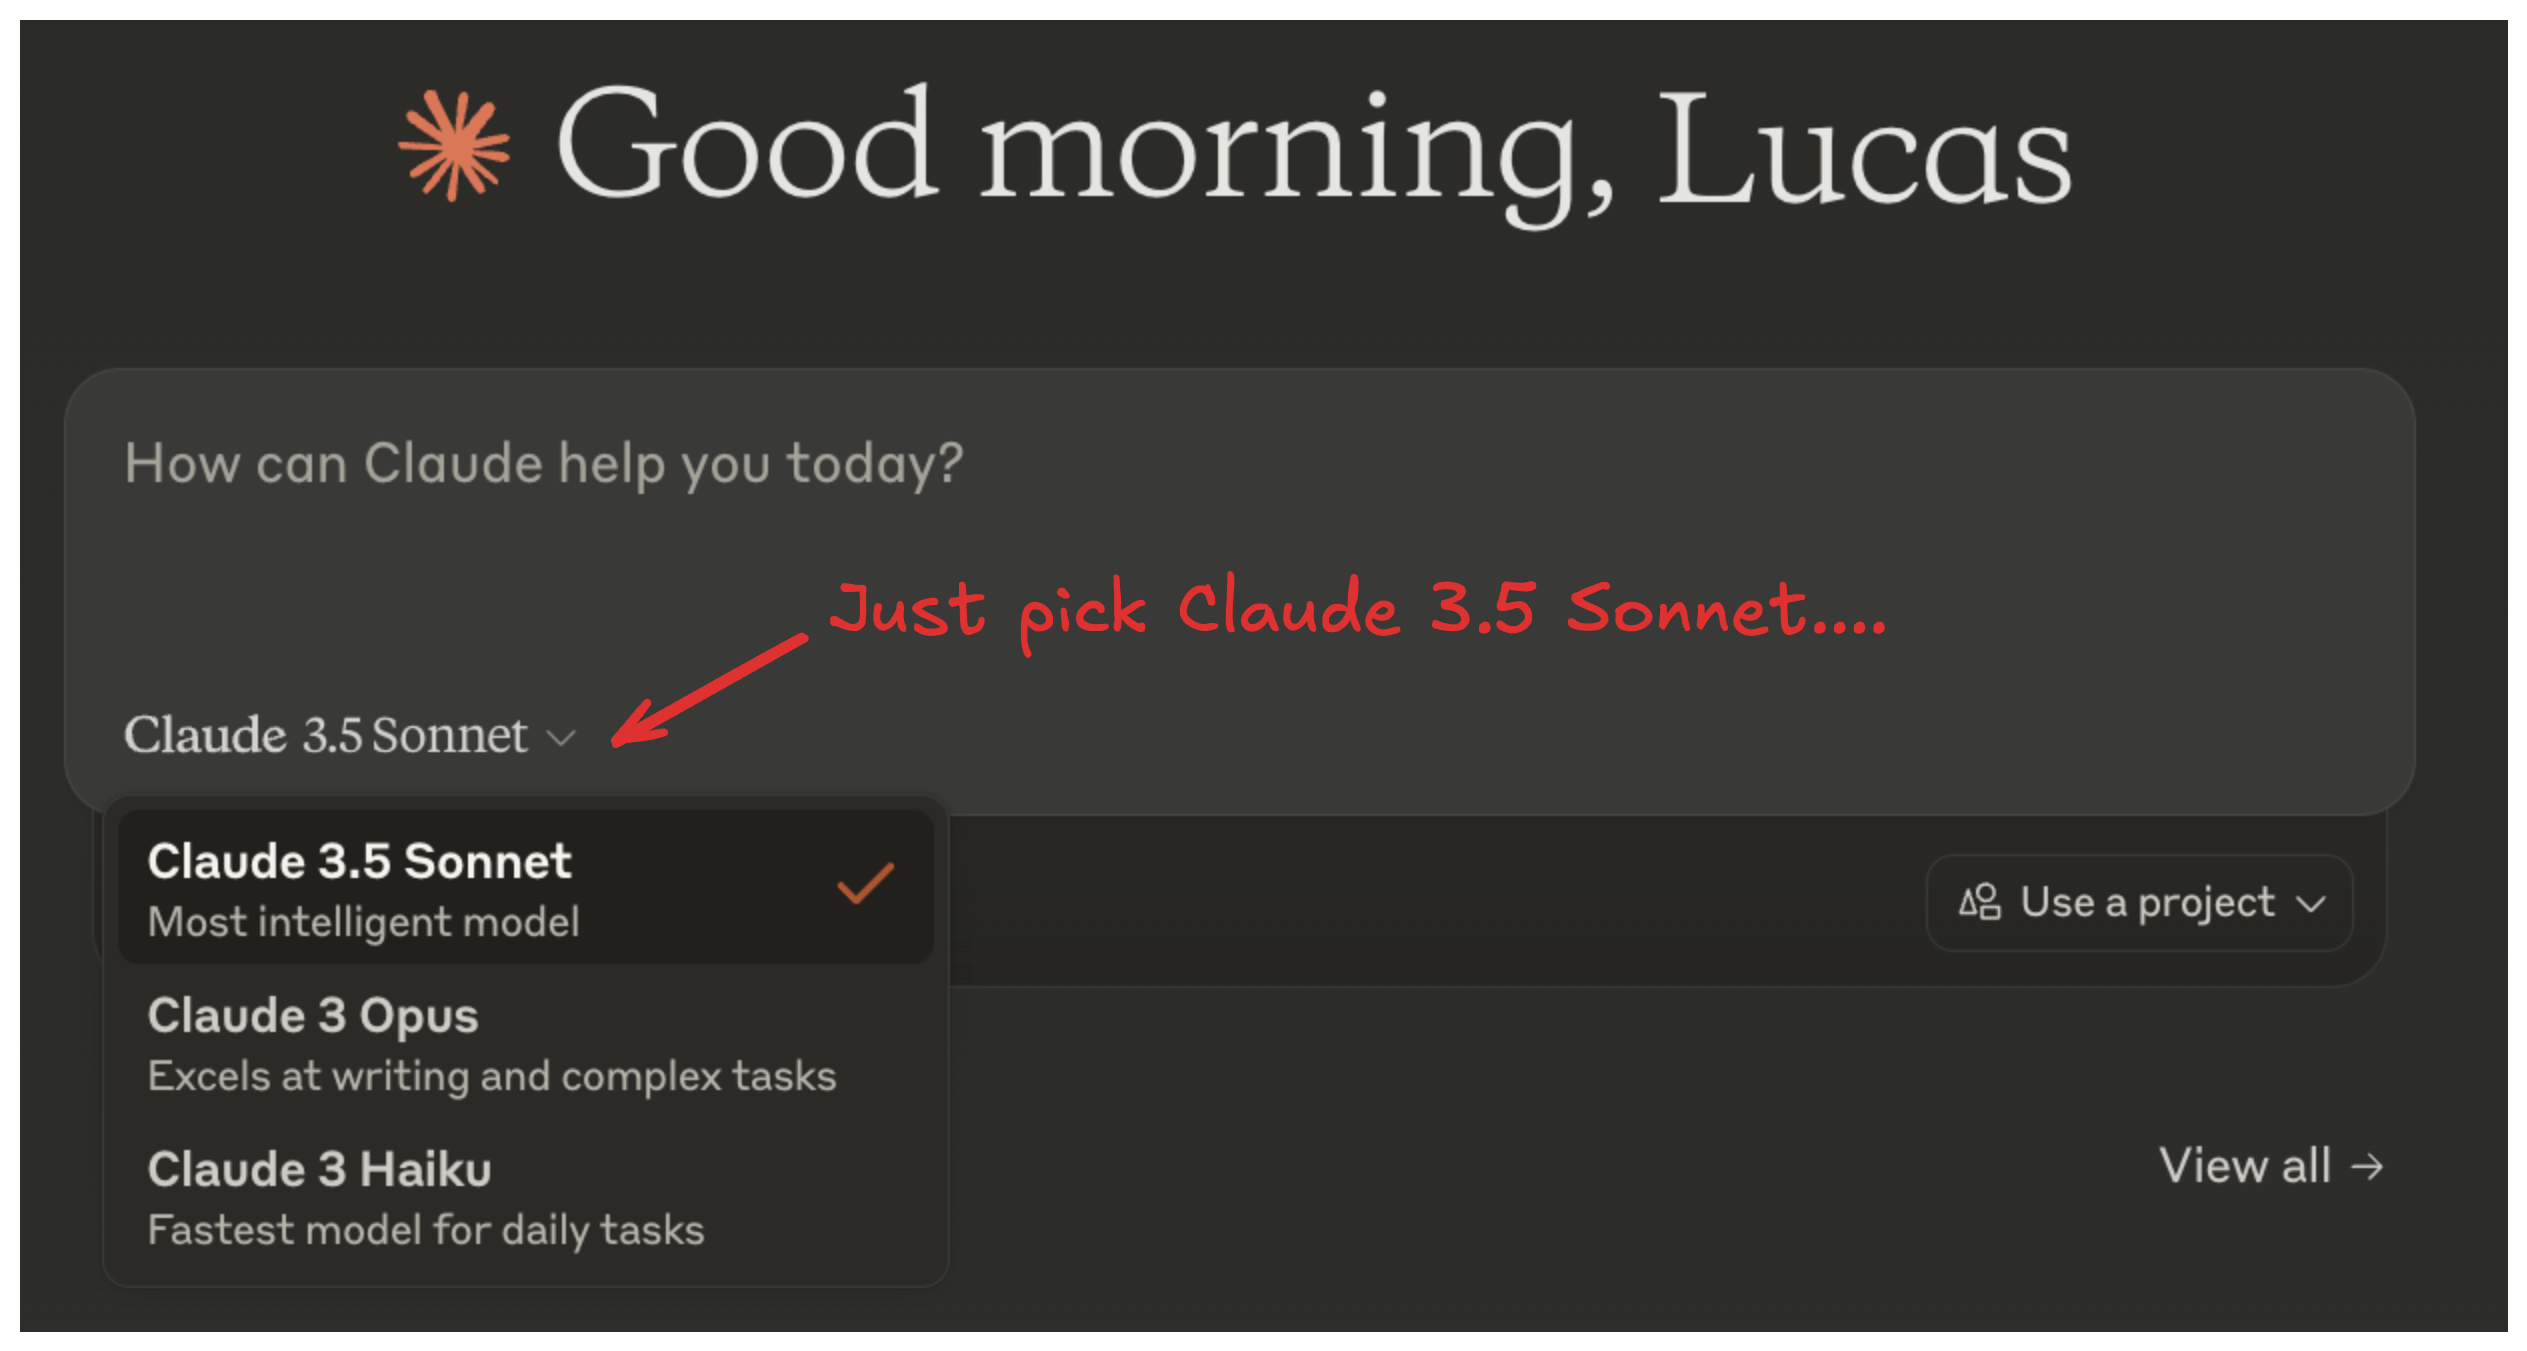 Good morning, Lucas
How can Claude help you today?
Just pick Claude 3.5 Sonnet....
Claude 3.5 Sonnet
Claude 3.5 Sonnet
Most intelligent model
Use a project
Claude 3 Opus
Excels at writing and complex tasks
Claude 3 Haiku
Fastest model for daily tasks
View all →